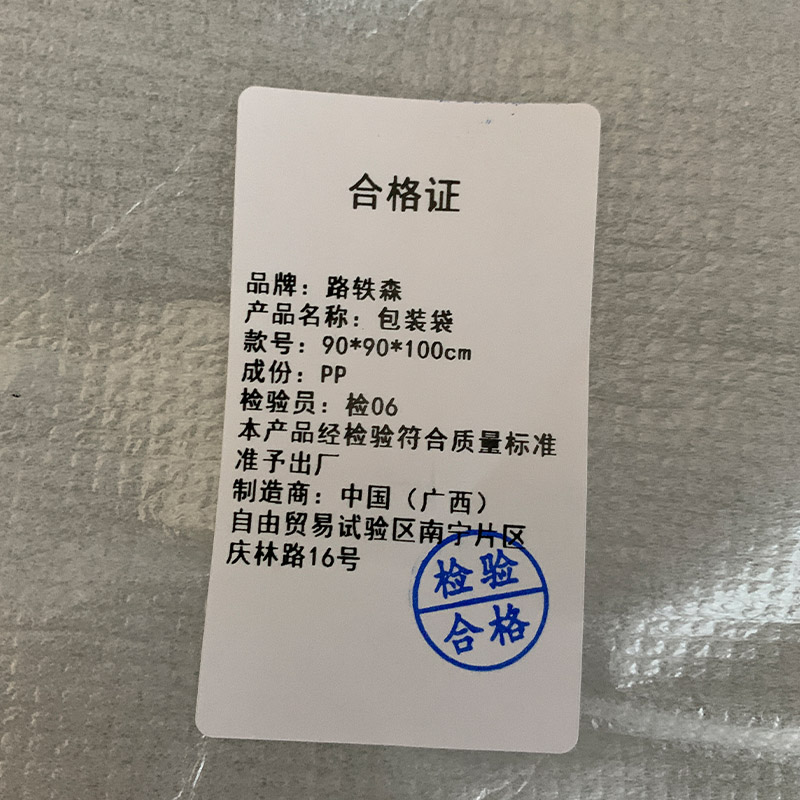 合格证
品牌：路轶森
产品名称：包装袋
款号：90*90*100cm
成份：PP
检验员：检06
本产品经检验符合质量标准
准予出厂
制造商：中国（广西）
自由贸易试验区南宁片区
庆林路16号
检验
合格